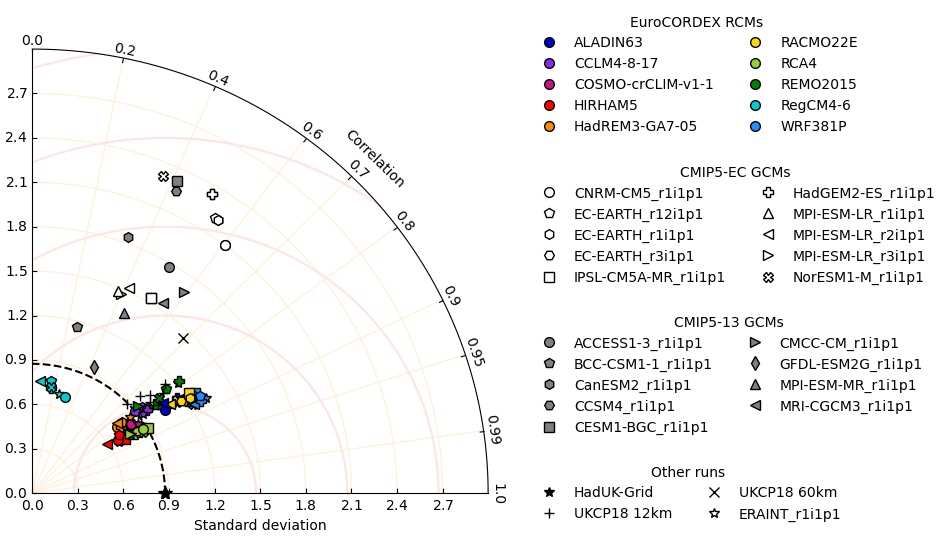 EuroCORDEX RCMs
ALADIN63
RACMO22E
CCLM4-8-17
RCA4
COSMO-crCLIM-v1-1
REMO2015
HIRHAM5
RegCM4-6
HadREM3-GA7-05
WRF381P
CMIP5-EC GCMs
CNRM-CM5_r1i1p1
HadGEM2-ES_r1i1p1
EC-EARTH_r12i1p1
MPI-ESM-LR_r1i1p1
EC-EARTH_r1i1p1
MPI-ESM-LR_r2i1p1
EC-EARTH_r3i1p1
MPI-ESM-LR_r3i1p1
IPSL-CM5A-MR_r1i1p1
NorESM1-M_r1i1p1
CMIP5-13 GCMs
ACCESS1-3_r1i1p1
CMCC-CM_r1i1p1
BCC-CSM1-1_r1i1p1
GFDL-ESM2G_r1i1p1
CanESM2_r1i1p1
MPI-ESM-MR_r1i1p1
CCSM4_r1i1p1
MRI-CGCM3_r1i1p1
CESM1-BGC_r1i1p1
Other runs
HadUK-Grid
UKCP18 60km
UKCP18 12km
ERAINT_r1i1p1
0.0
0.2
0.4
0.6
Correlation
0.7
0.8
0.9
0.95
0.99
1.0
2.7
2.4
2.1
1.8
1.5
1.2
0.9
0.6
0.3
0.0
0.0
0.3
0.6
0.9
1.2
1.5
1.8
2.1
2.4
2.7
Standard deviation